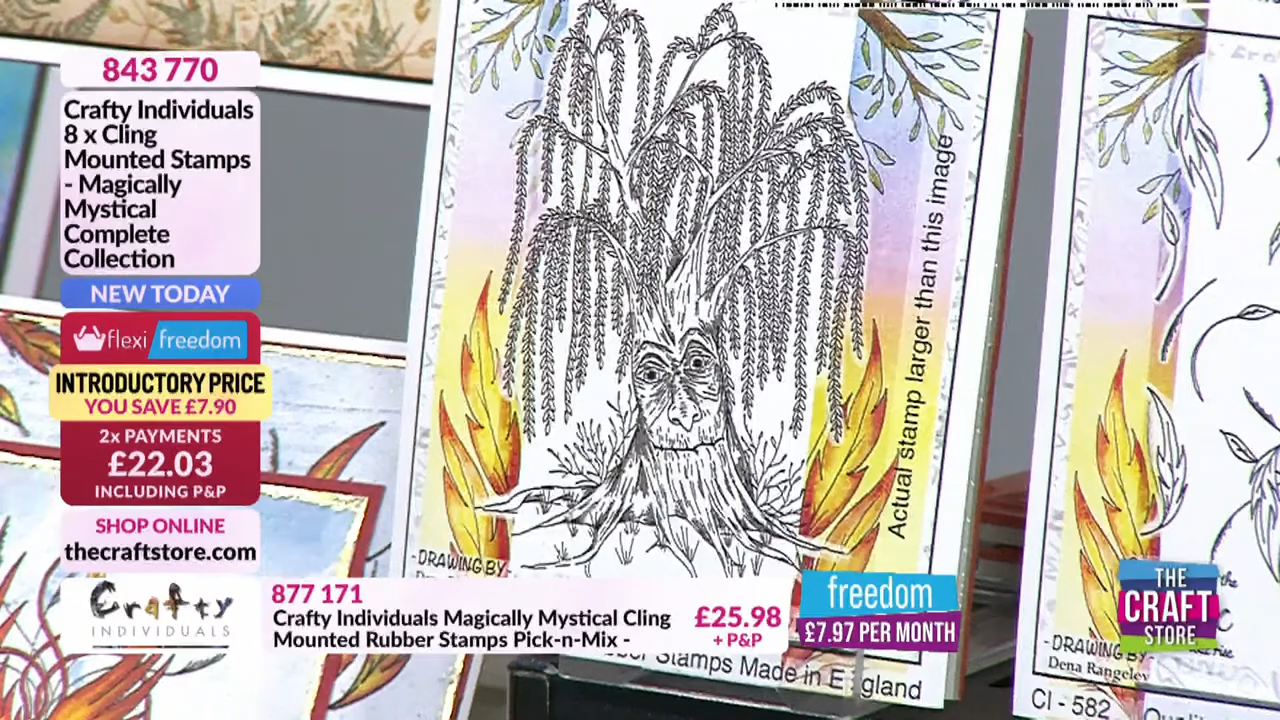 843 770
Crafty Individuals
8 x Cling
Mounted Stamps
- Magically
Mystical
Complete
Collection
NEW TODAY
flexi freedom
INTRODUCTORY PRICE
YOU SAVE £7.90
2x PAYMENTS
£22.03
INCLUDING P&P
SHOP ONLINE
thecraftstore.com
Crafty
INDIVIDUALS
877 171
Crafty Individuals Magically Mystical Cling
Mounted Rubber Stamps Pick-n-Mix -
£25.98
+ P&P
freedom
£7.97 PER MONTH
THE
CRAFT
STORE
Actual stamp larger than this image
-DRAWING BY-
Stamps Made in England
-DRAWING BY-
Dena Rangeley
CI - 582